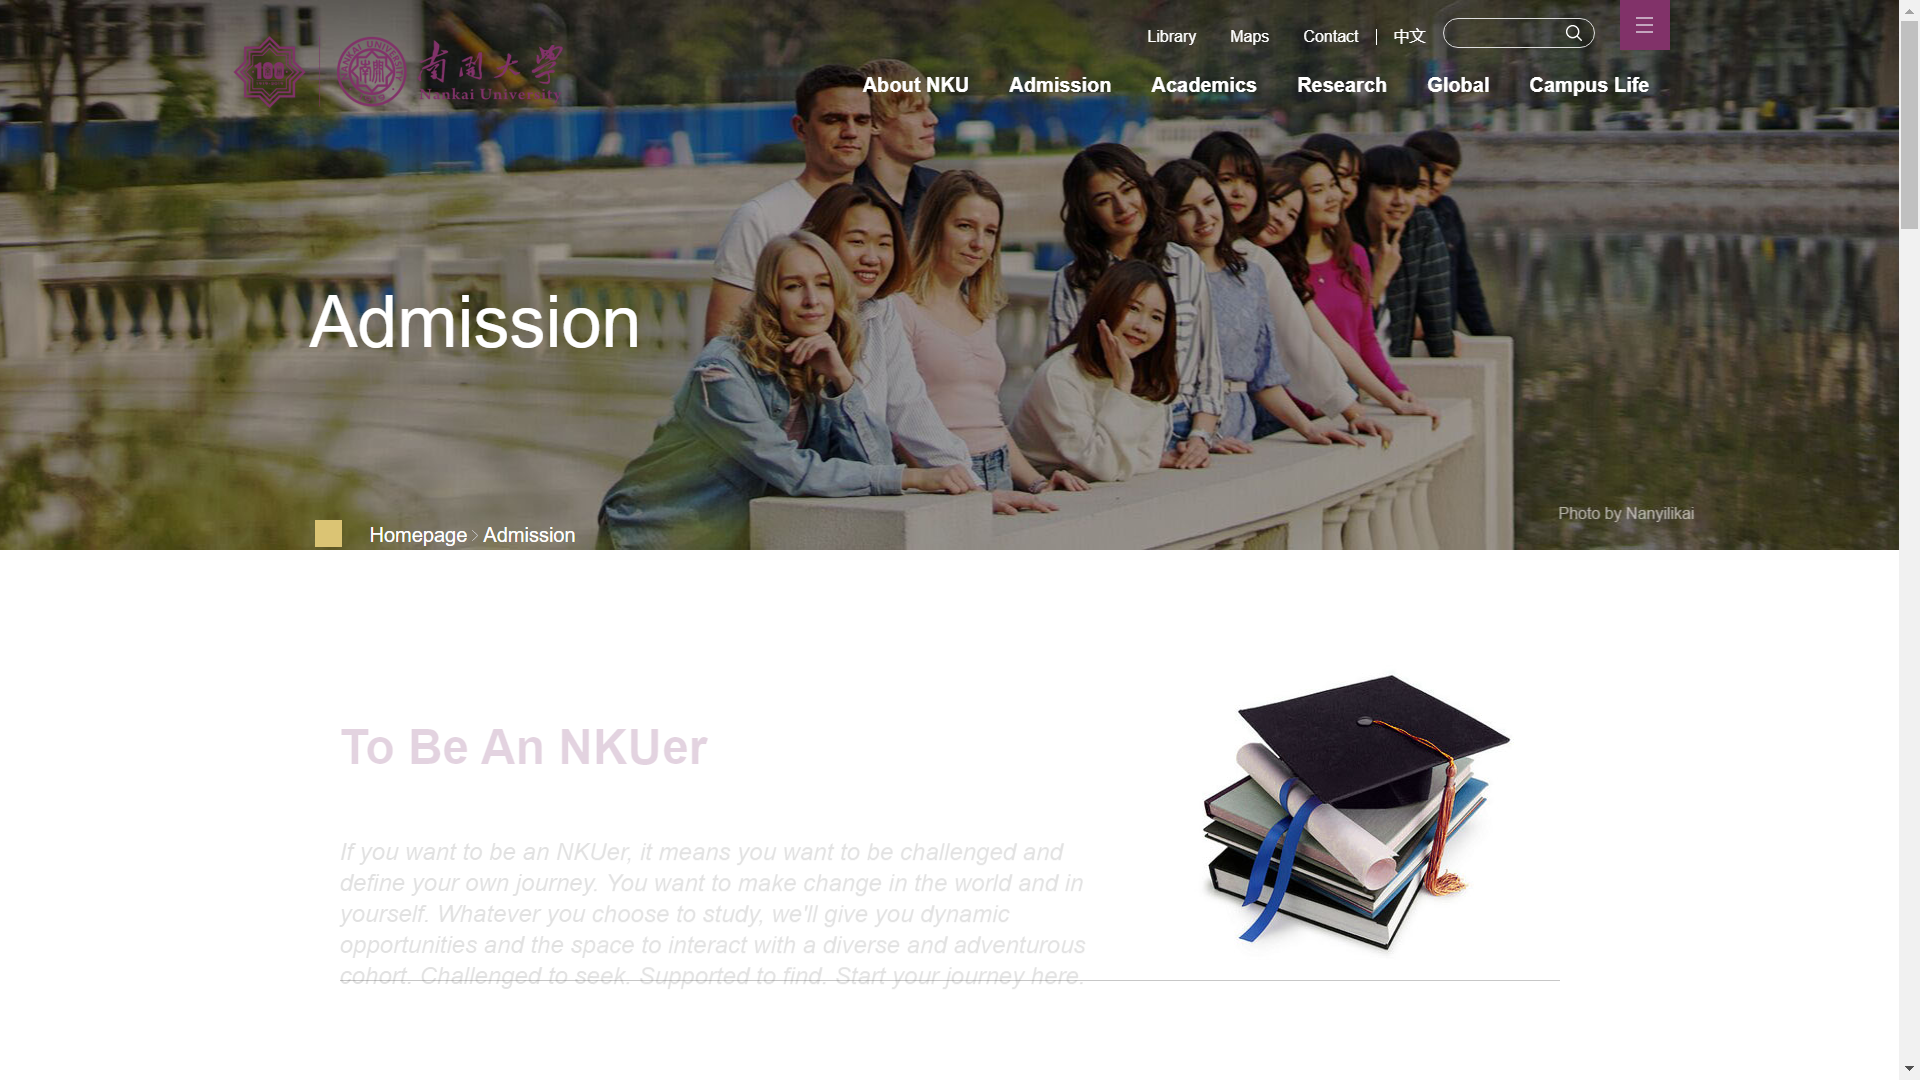 Library Maps Contact 中文
100 NANKAI UNIVERSITY 南開大學
Nankai University
About NKU Admission Academics Research Global Campus Life
Admission
Photo by Nanyilikai
Homepage > Admission
To Be An NKUer
If you want to be an NKUer, it means you want to be challenged and
define your own journey. You want to make change in the world and in
yourself. Whatever you choose to study, we'll give you dynamic
opportunities and the space to interact with a diverse and adventurous
cohort. Challenged to seek. Supported to find. Start your journey here.